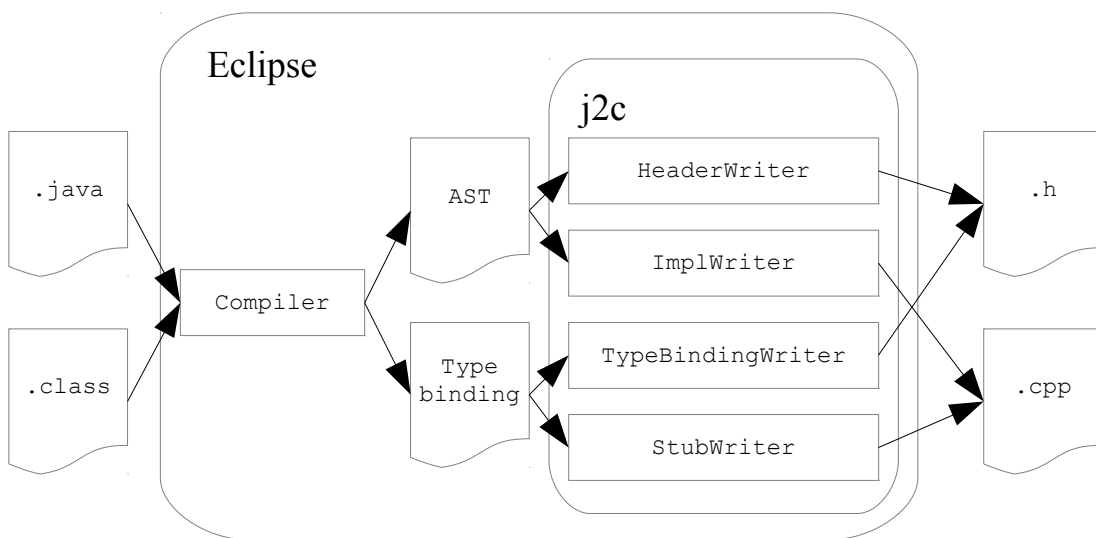 Eclipse
j2c
.java
.class
Compiler
AST
Type
binding
HeaderWriter
ImplWriter
TypeBindingWriter
StubWriter
.h
.cpp